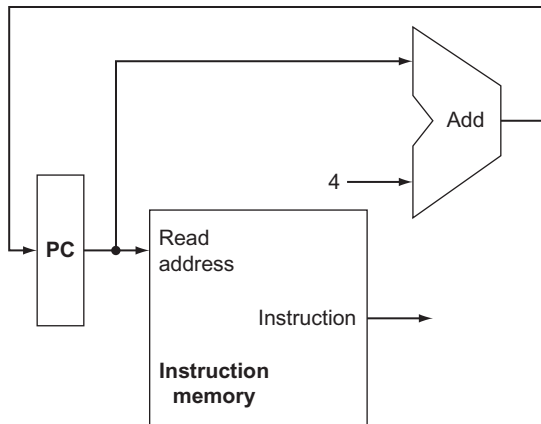 Add
4
PC
Read
address
Instruction
Instruction
memory